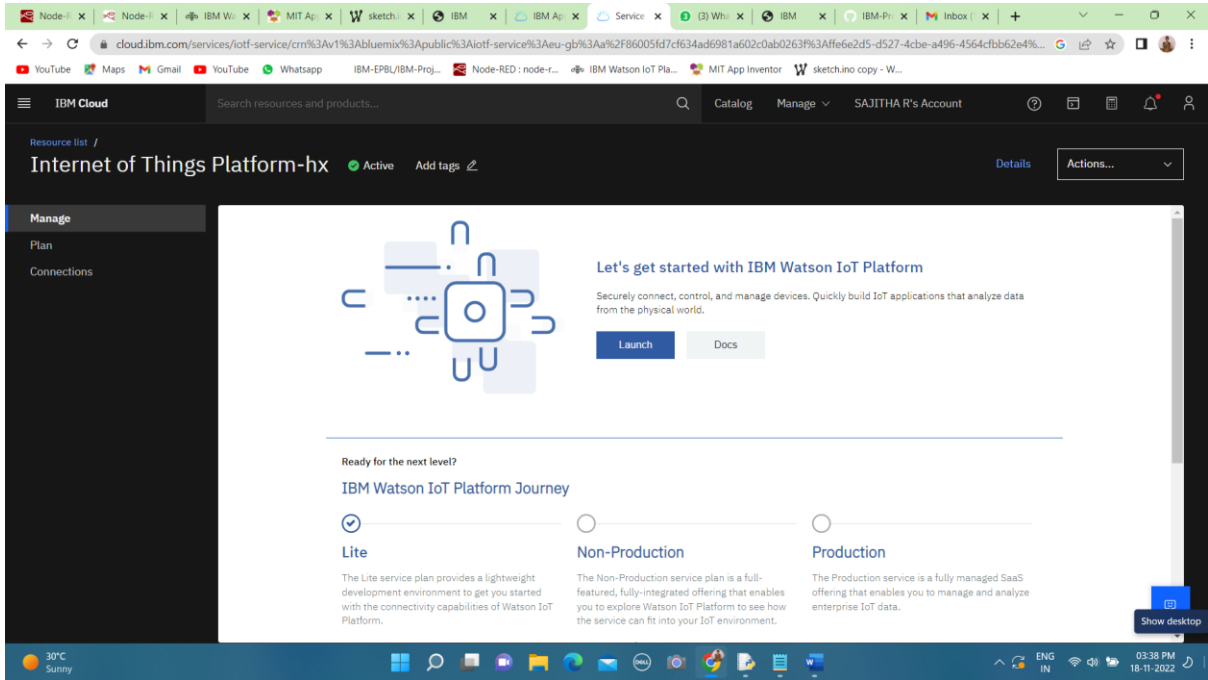 Node-R
Node-R
IBM Wa
MIT Ap
sketch.i
IBM
IBM Ap
Service
(3) Wha
IBM
IBM-Pro
Inbox (
cloud.ibm.com/services/iotf-service/crn%3Av1%3Abluemix%3Apublic%3Aiotf-service%3Aeu-gb%3Aa%2F86005fd7cf634ad6981a602c0ab0263f%3Affe6e2d5-d527-4cbe-a496-4564cfbb62e4%...
YouTube Maps Gmail YouTube Whatsapp IBM-EPBL/IBM-Proj... Node-RED : node-r... IBM Watson IoT Pla... MIT App Inventor sketch.ino copy - W...
IBM Cloud Search resources and products... Catalog Manage SAJITHA R's Account
Resource list /
Internet of Things Platform-hx Active Add tags Details Actions...
Manage
Plan
Connections
Let's get started with IBM Watson IoT Platform
Securely connect, control, and manage devices. Quickly build IoT applications that analyze data
from the physical world.
Launch Docs
Ready for the next level?
IBM Watson IoT Platform Journey
Lite
The Lite service plan provides a lightweight
development environment to get you started
with the connectivity capabilities of Watson IoT
Platform.
Non-Production
The Non-Production service plan is a full-
featured, fully-integrated offering that enables
you to explore Watson IoT Platform to see how
the service can fit into your IoT environment.
Production
The Production service is a fully managed SaaS
offering that enables you to manage and analyze
enterprise IoT data.
Show desktop
30°C
Sunny
DELL
ENG
IN
03:38 PM
18-11-2022